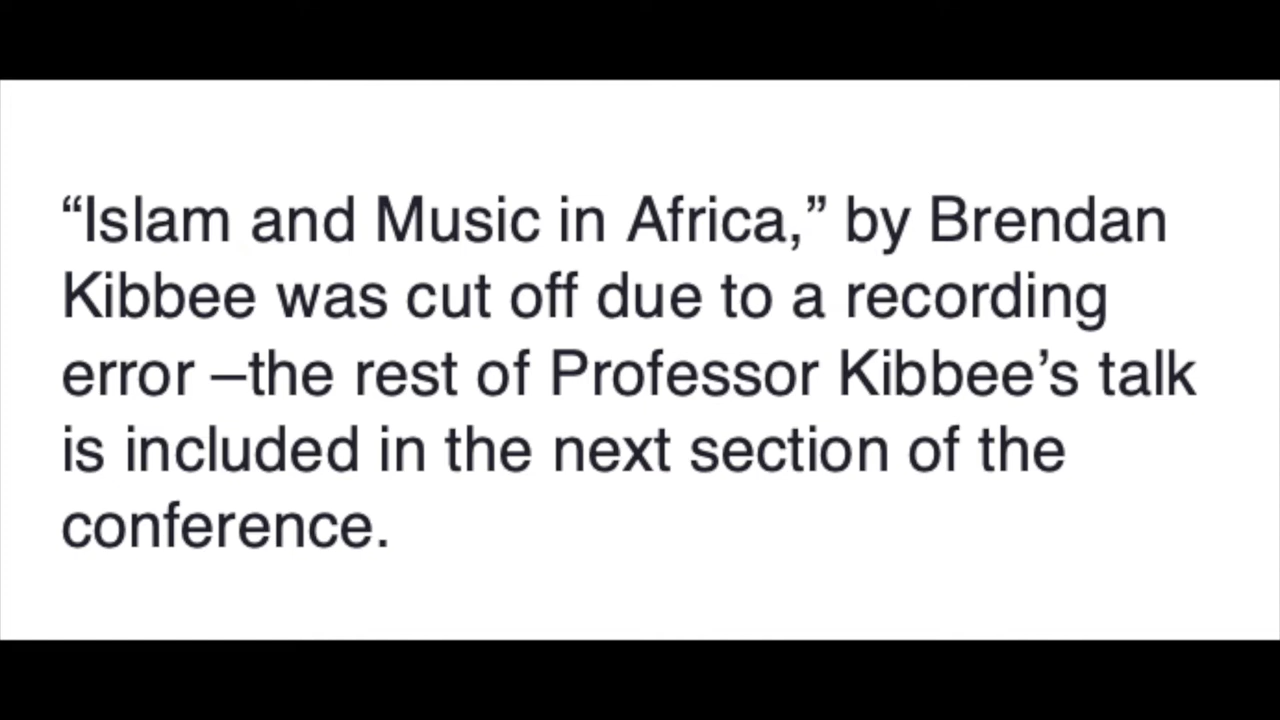 “Islam and Music in Africa,” by Brendan
Kibbee was cut off due to a recording
error –the rest of Professor Kibbee’s talk
is included in the next section of the
conference.